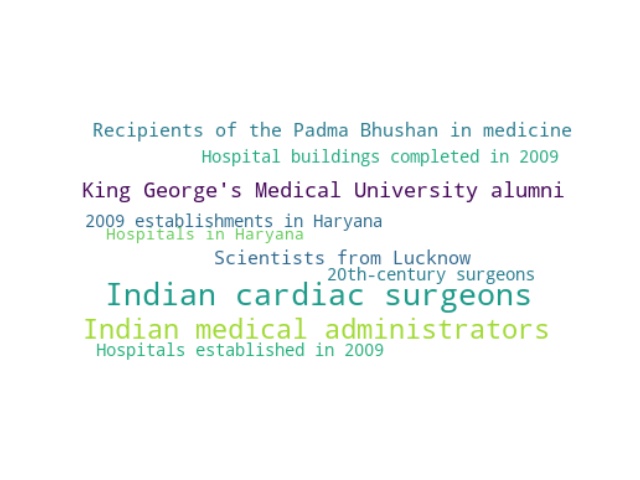 Recipients of the Padma Bhushan in medicine
Hospital buildings completed in 2009
King George's Medical University alumni
2009 establishments in Haryana
Hospitals in Haryana
Scientists from Lucknow
20th-century surgeons
Indian cardiac surgeons
Indian medical administrators
Hospitals established in 2009